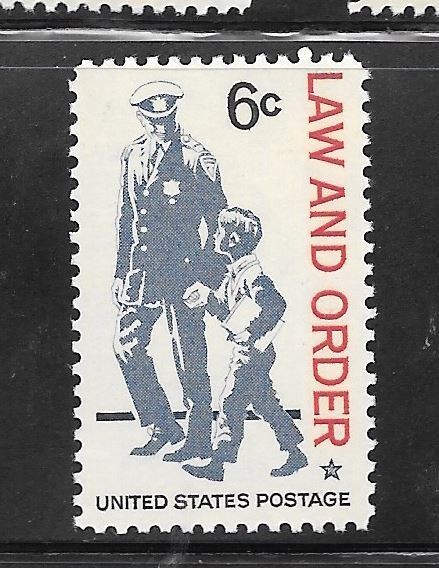 6c
LAW AND ORDER
UNITED STATES POSTAGE